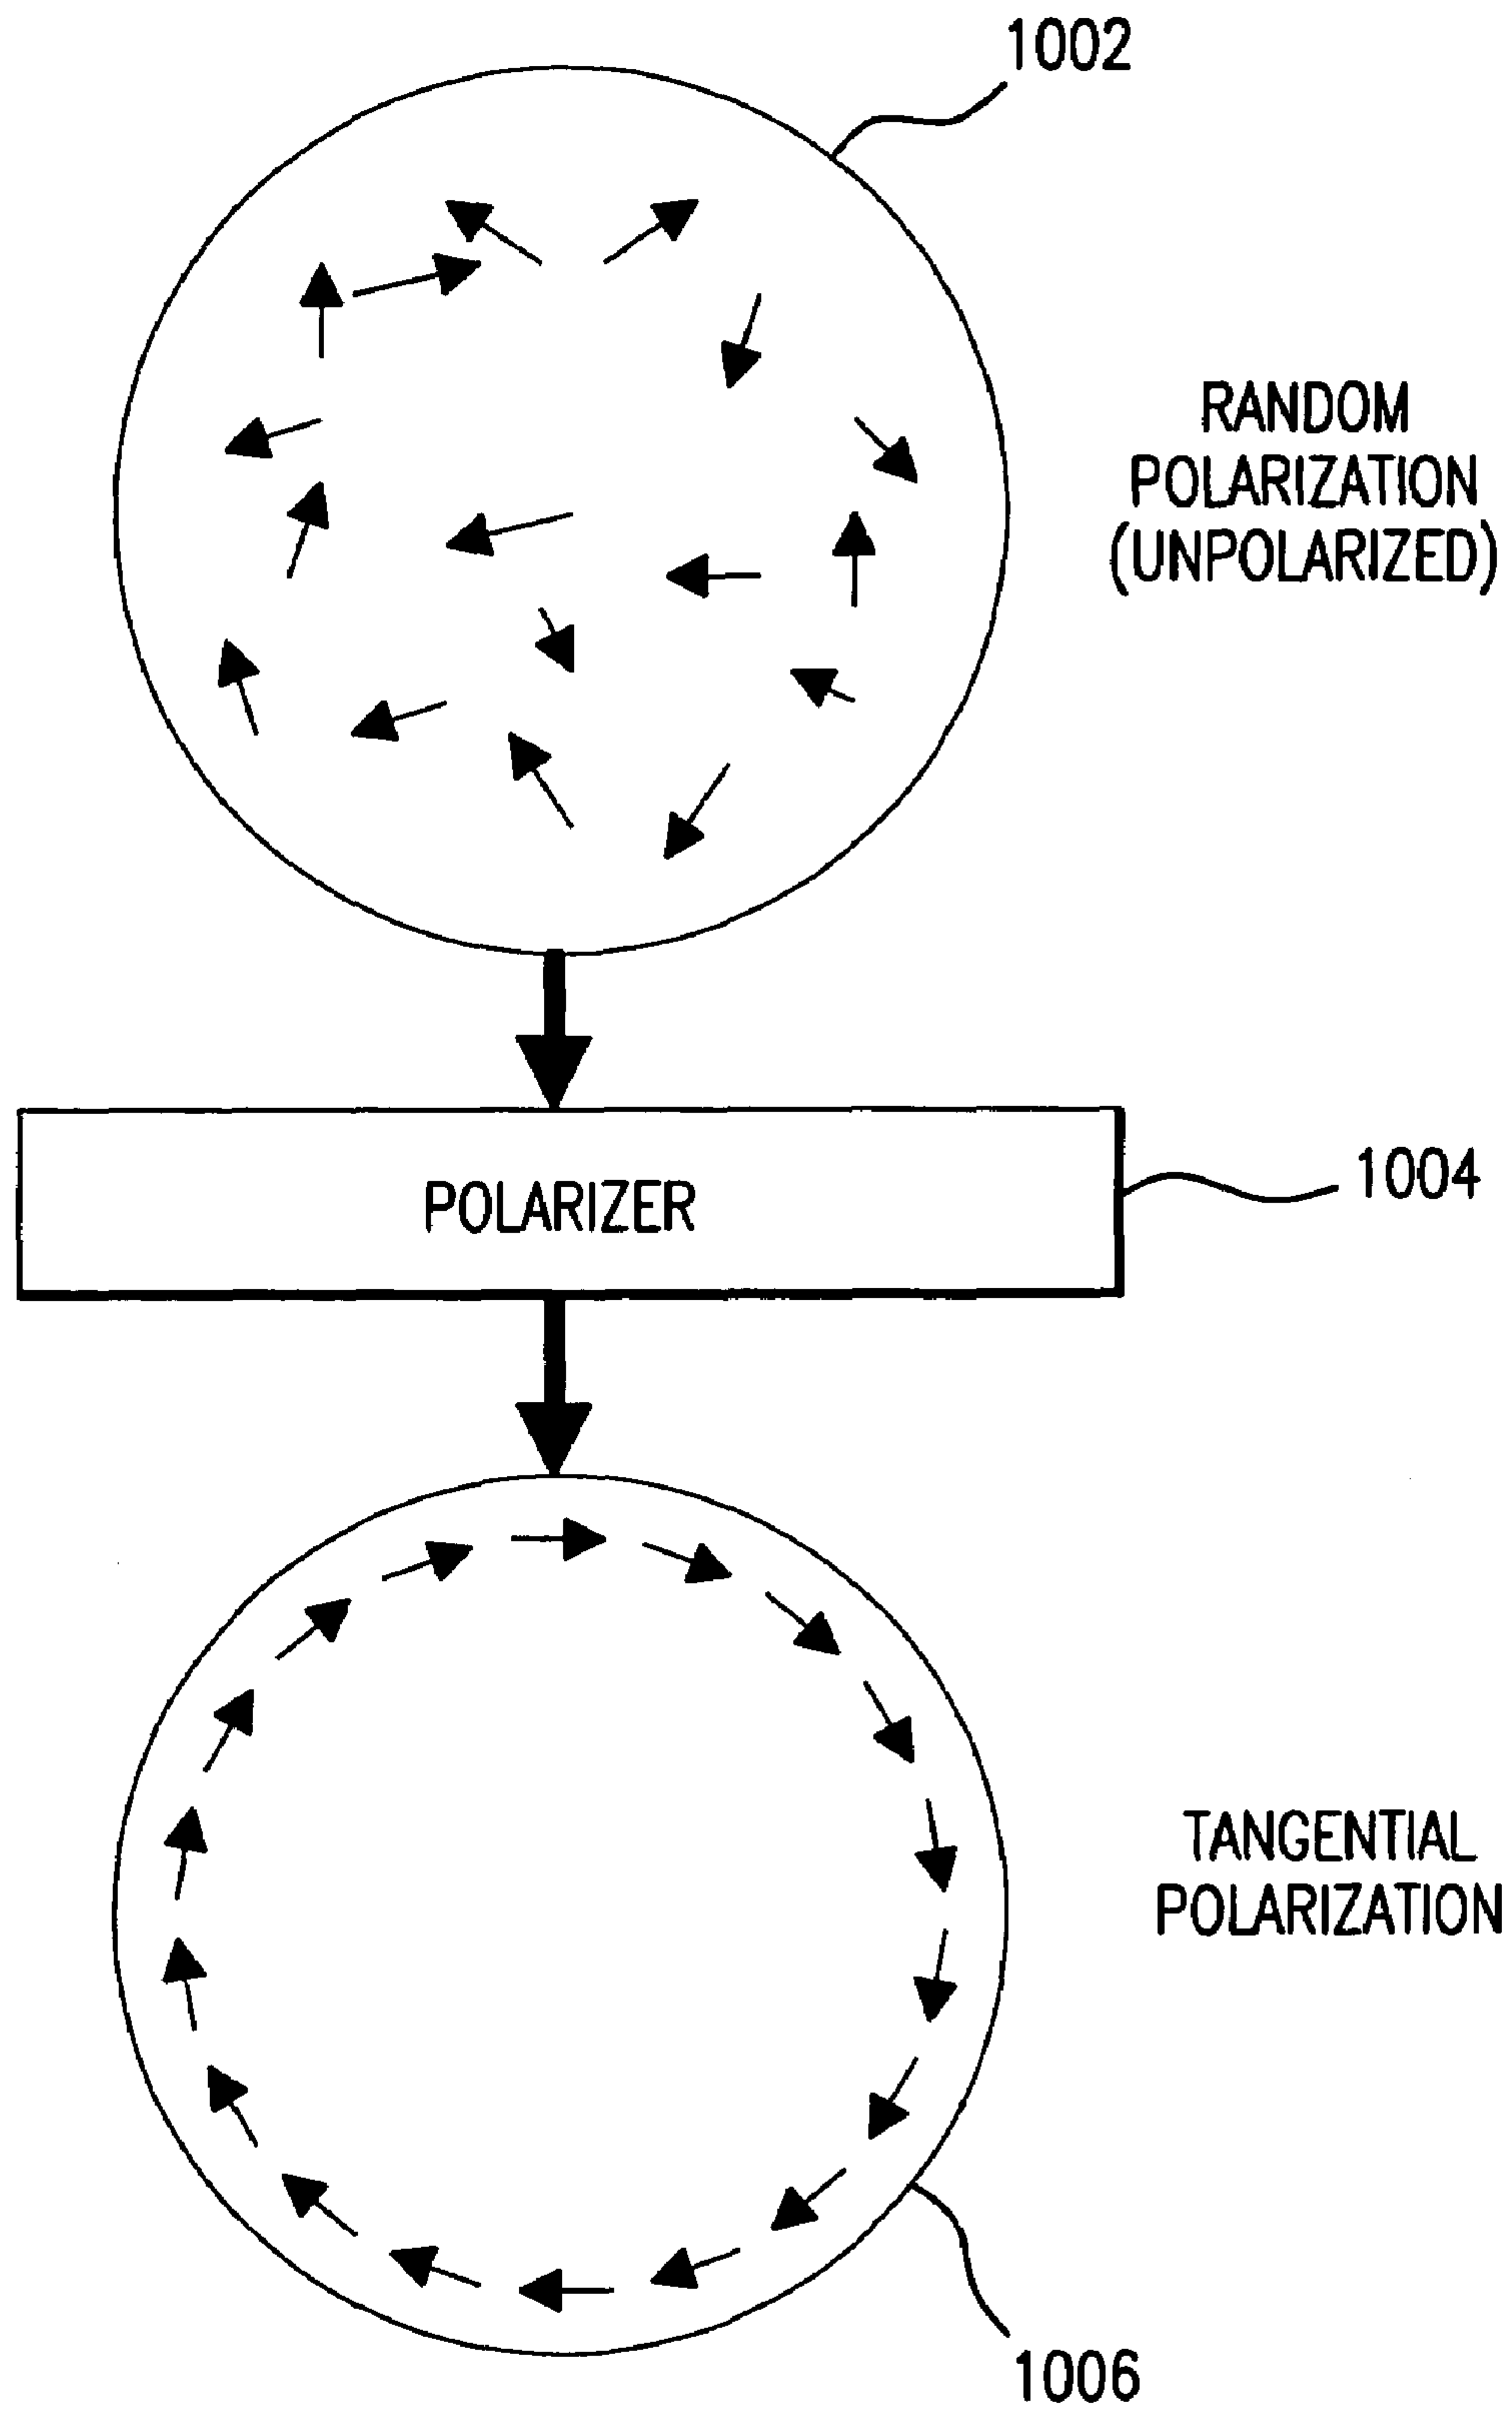 1002
RANDOM
POLARIZATION
(UNPOLARIZED)
POLARIZER
1004
TANGENTIAL
POLARIZATION
1006